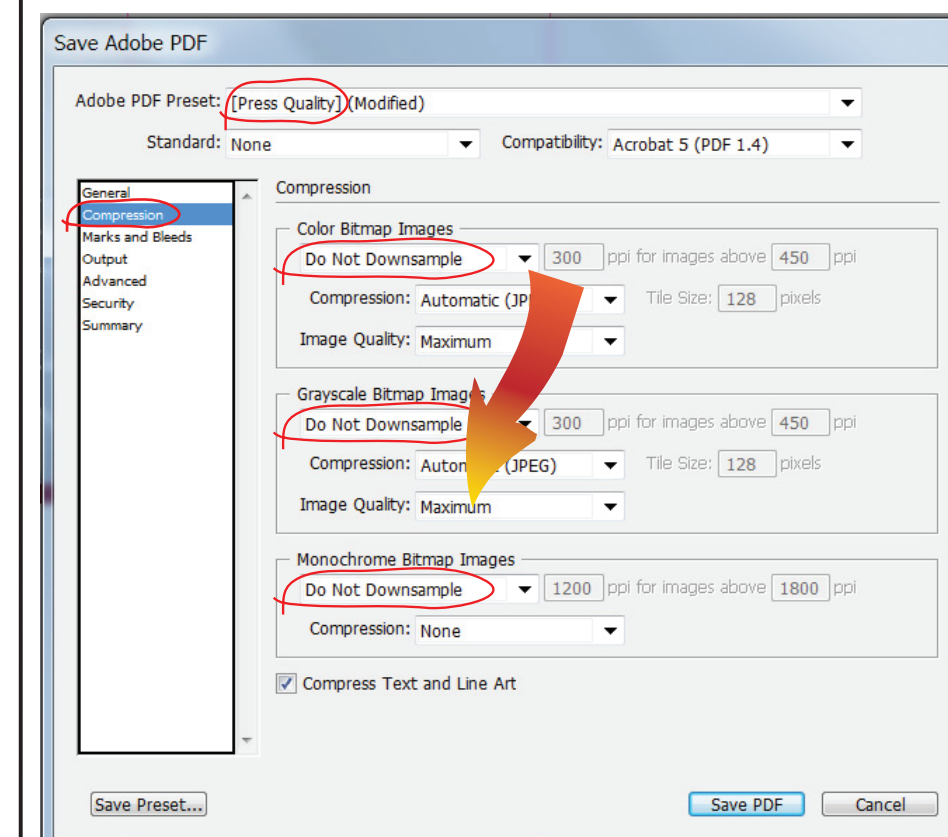 Save Adobe PDF
Adobe PDF Preset: [Press Quality] (Modified)
Standard: None Compatibility: Acrobat 5 (PDF 1.4)
General
Compression
Marks and Bleeds
Output
Advanced
Security
Summary
Compression
Color Bitmap Images
Do Not Downsample 300 ppi for images above 450 ppi
Compression: Automatic (JP Tile Size: 128 pixels
Image Quality: Maximum
Grayscale Bitmap Images
Do Not Downsample 300 ppi for images above 450 ppi
Compression: (JPEG) Tile Size: 128 pixels
Image Quality: Maximum
Monochrome Bitmap Images
Do Not Downsample 1200 ppi for images above 1800 ppi
Compression: None
Compress Text and Line Art
Save Preset... Save PDF Cancel